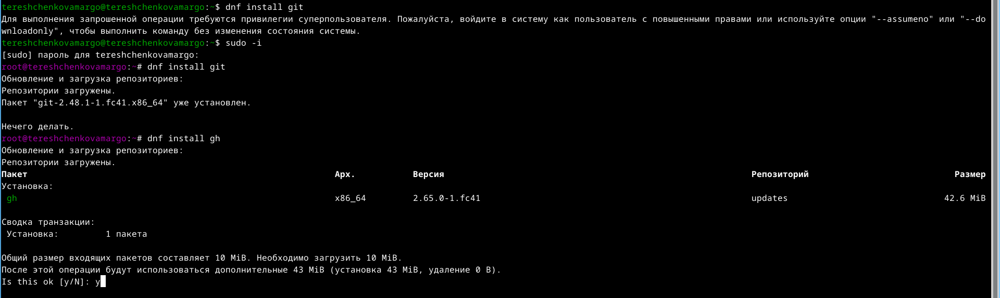 tereshchenkovamargo@tereshchenkovamargo:~$ dnf install git
Для выполнения запрошенной операции требуются привилегии суперпользователя. Пожалуйста, войдите в систему как пользователь с повышенными правами или используйте опции "--assumeno" или "--do
wnloadonly", чтобы выполнить команду без изменения состояния системы.
tereshchenkovamargo@tereshchenkovamargo:~$ sudo -i
[sudo] пароль для tereshchenkovamargo:
root@tereshchenkovamargo:~# dnf install git
Обновление и загрузка репозиториев:
Репозитории загружены.
Пакет "git-2.48.1-1.fc41.x86_64" уже установлен.
Нечего делать.
root@tereshchenkovamargo:~# dnf install gh
Обновление и загрузка репозиториев:
Репозитории загружены.
Пакет Арх. Версия Репозиторий Размер
Установка:
gh x86_64 2.65.0-1.fc41 updates 42.6 MiB
Сводка транзакции:
Установка: 1 пакета
Общий размер входящих пакетов составляет 10 MiB. Необходимо загрузить 10 MiB.
После этой операции будут использоваться дополнительные 43 MiB (установка 43 MiB, удаление 0 B).
Is this ok [y/N]: y